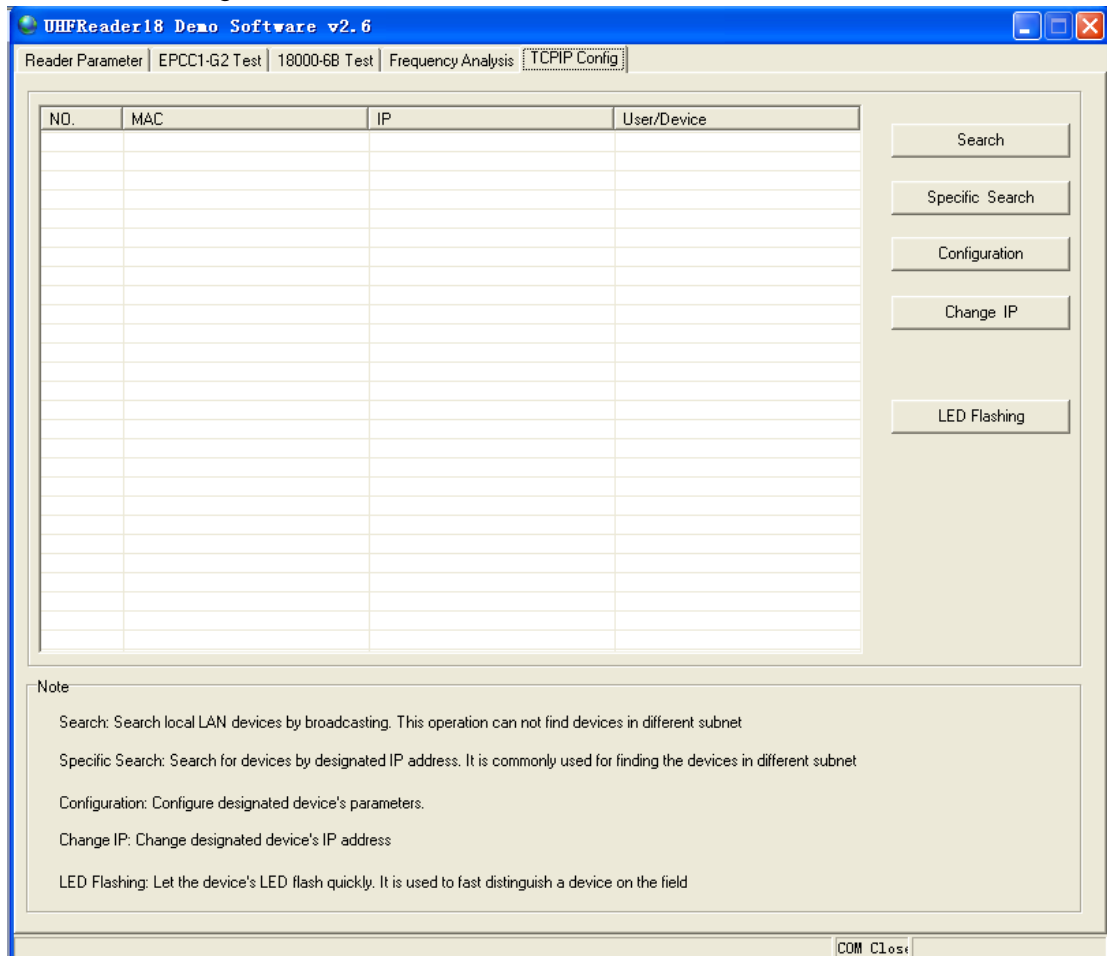 UHFReader18 Demo Software v2.6
Reader Parameter EPCC1-G2 Test 18000-6B Test Frequency Analysis TCPIP Config
NO. MAC IP User/Device
Search
Specific Search
Configuration
Change IP
LED Flashing
Note
Search: Search local LAN devices by broadcasting. This operation can not find devices in different subnet
Specific Search: Search for devices by designated IP address. It is commonly used for finding the devices in different subnet
Configuration: Configure designated device's parameters.
Change IP: Change designated device's IP address
LED Flashing: Let the device's LED flash quickly. It is used to fast distinguish a device on the field
COM Close